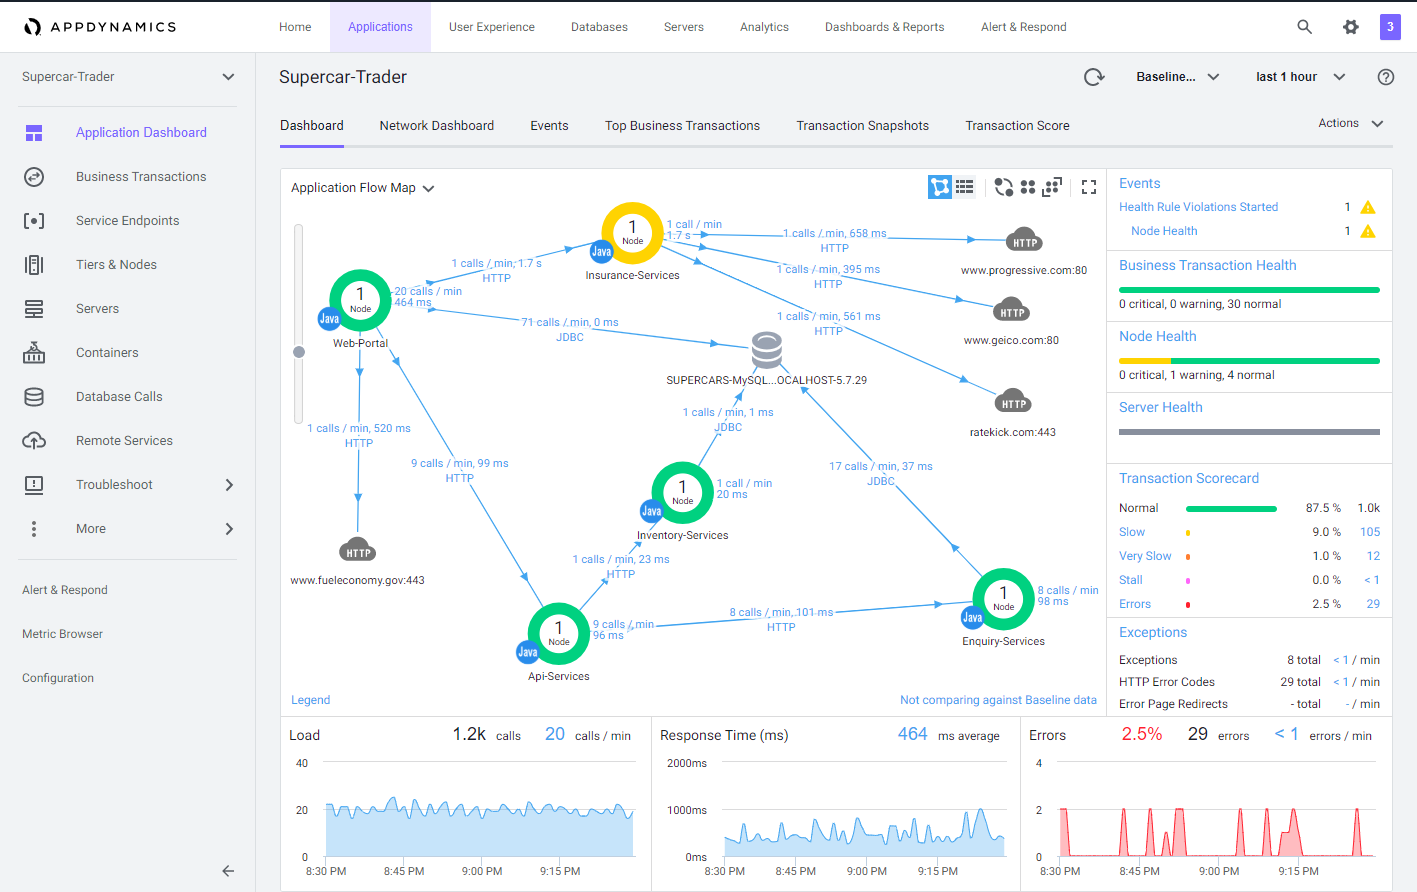 APPDYNAMICS
Home
Applications
User Experience
Databases
Servers
Analytics
Dashboards & Reports
Alert & Respond
3
Supercar-Trader
Application Dashboard
Business Transactions
Service Endpoints
Tiers & Nodes
Servers
Containers
Database Calls
Remote Services
Troubleshoot
More
Alert & Respond
Metric Browser
Configuration
Supercar-Trader
Baseline...
last 1 hour
Dashboard
Network Dashboard
Events
Top Business Transactions
Transaction Snapshots
Transaction Score
Actions
Application Flow Map
1
Node
Java
Insurance-Services
1 call / min
1.7 s
1 calls /min, 658 ms
HTTP
HTTP
www.progressive.com:80
1 calls /min, 395 ms
HTTP
HTTP
www.geico.com:80
1 calls / min, 561 ms
HTTP
HTTP
ratekick.com:443
1 calls / min, 1.7 s
HTTP
1
Node
Java
Web-Portal
20 calls / min
464 ms
71 calls / min, 0 ms
JDBC
SUPERCARS-MySQL...OCALHOST-5.7.29
1 calls / min, 520 ms
HTTP
HTTP
www.fueleconomy.gov:443
9 calls / min, 99 ms
HTTP
1 calls / min, 1 ms
JDBC
17 calls / min, 37 ms
JDBC
1
Node
Java
Inventory-Services
1 call / min
20 ms
1 calls / min, 23 ms
HTTP
1
Node
Java
Api-Services
9 calls / min
96 ms
8 calls / min, 101 ms
HTTP
1
Node
Java
Enquiry-Services
8 calls / min
98 ms
Legend
Not comparing against Baseline data
Events
Health Rule Violations Started 1
Node Health 1
Business Transaction Health
0 critical, 0 warning, 30 normal
Node Health
0 critical, 1 warning, 4 normal
Server Health
Transaction Scorecard
Normal 87.5 % 1.0k
Slow 9.0 % 105
Very Slow 1.0 % 12
Stall 0.0 % < 1
Errors 2.5 % 29
Exceptions
Exceptions 8 total < 1 / min
HTTP Error Codes 29 total < 1 / min
Error Page Redirects - total - / min
Load 1.2k calls 20 calls / min
40
20
0
8:30 PM 8:45 PM 9:00 PM 9:15 PM
Response Time (ms) 464 ms average
2000ms
1000ms
0ms
8:30 PM 8:45 PM 9:00 PM 9:15 PM
Errors 2.5% 29 errors < 1 errors / min
4
2
0
8:30 PM 8:45 PM 9:00 PM 9:15 PM